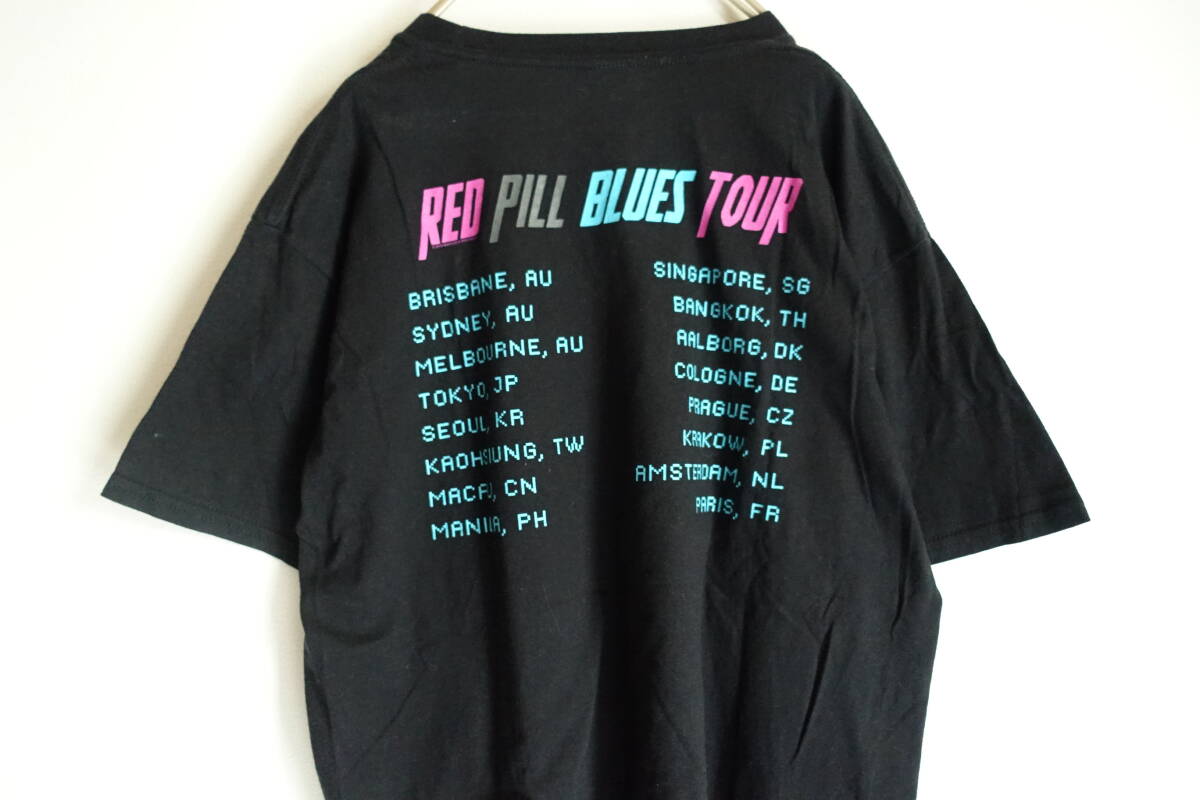 RED PILL BLUES TOUR
BRISBANE, AU
SYDNEY, AU
MELBOURNE, AU
TOKYO, JP
SEOUL, KR
KAOHSIUNG, TW
MACAU, CN
MANILA, PH
SINGAPORE, SG
BANGKOK, TH
AALBORG, DK
COLOGNE, DE
PRAGUE, CZ
KRAKOW, PL
AMSTERDAM, NL
PARIS, FR